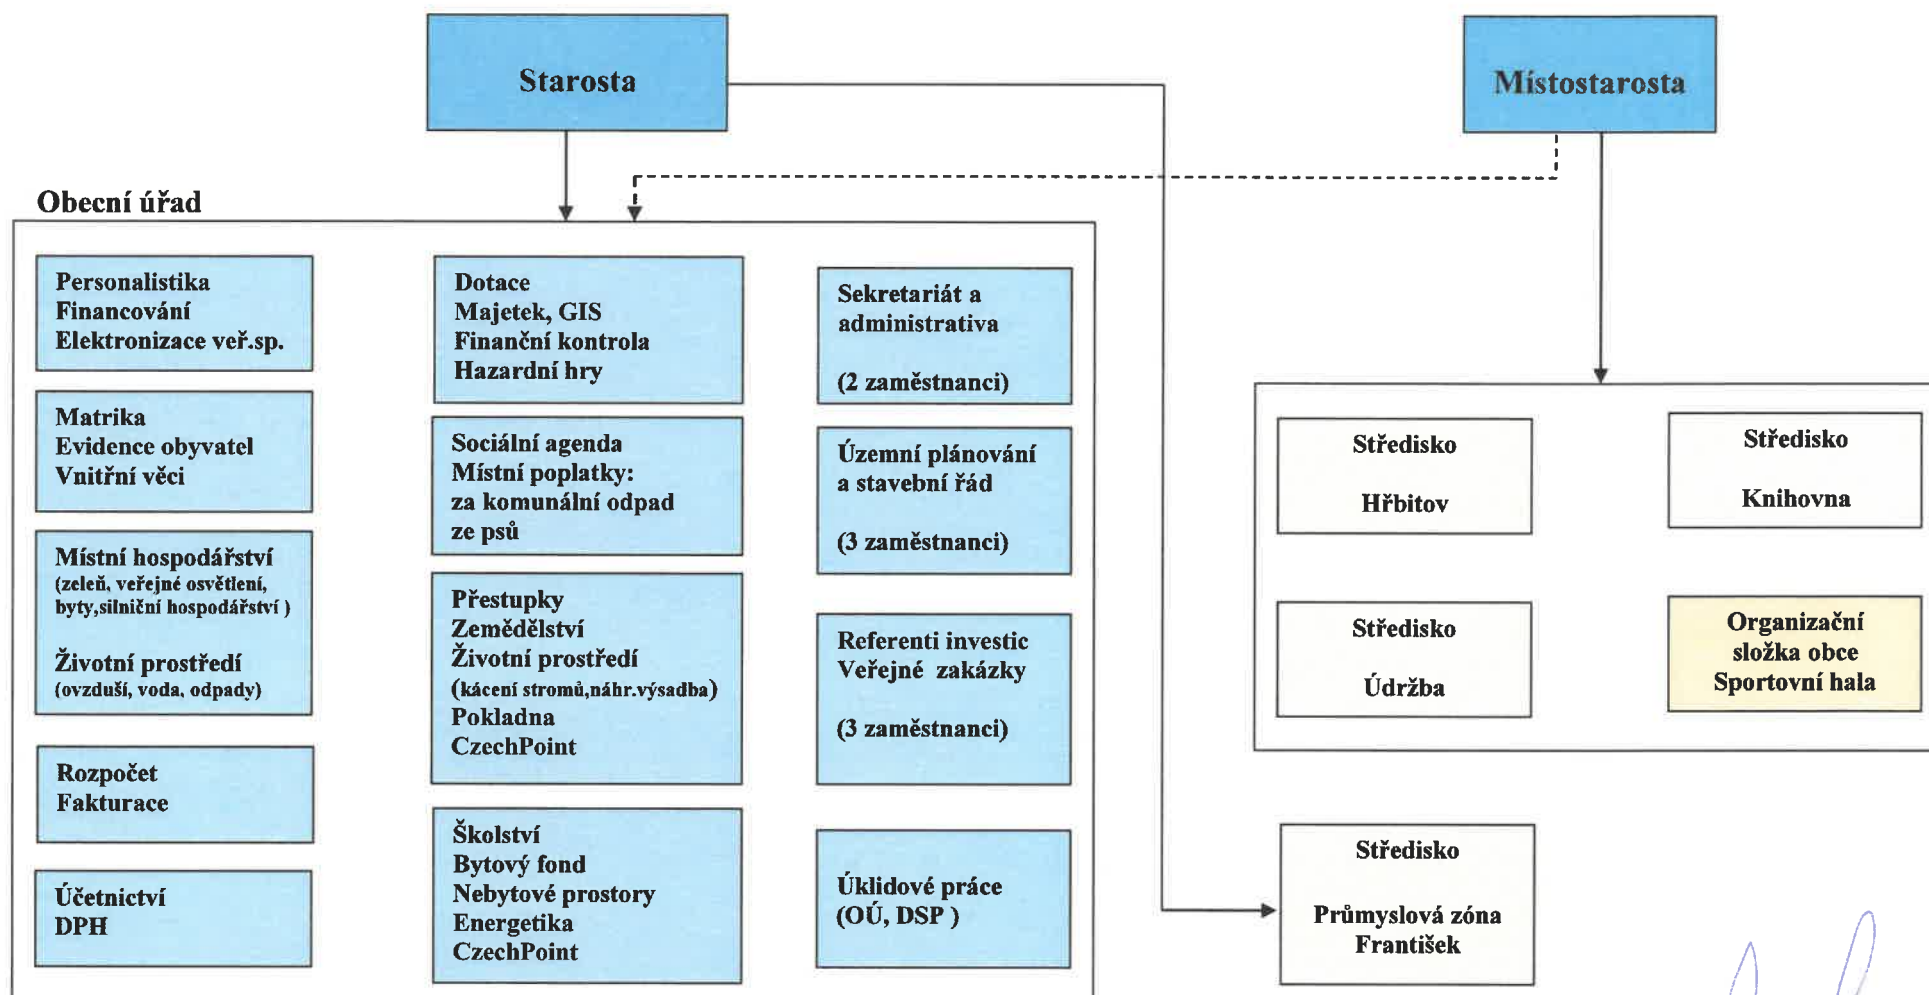 Starosta
Místostarosta
Obecní úřad
Personalistika
Financování
Elektronizace veř.sp.
Matrika
Evidence obyvatel
Vnitřní věci
Místní hospodářství
(zeleň, veřejné osvětlení,
byty,silniční hospodářství )
Životní prostředí
(ovzduší, voda, odpady)
Rozpočet
Fakturace
Účetnictví
DPH
Dotace
Majetek, GIS
Finanční kontrola
Hazardní hry
Sociální agenda
Místní poplatky:
za komunální odpad
ze psů
Přestupky
Zemědělství
Životní prostředí
(kácení stromů,náhr.výsadba)
Pokladna
CzechPoint
Školství
Bytový fond
Nebytové prostory
Energetika
CzechPoint
Sekretariát a
administrativa
(2 zaměstnanci)
Územní plánování
a stavební řád
(3 zaměstnanci)
Referenti investic
Veřejné zakázky
(3 zaměstnanci)
Úklidové práce
(OÚ, DSP )
Středisko
Hřbitov
Středisko
Knihovna
Středisko
Údržba
Organizační
složka obce
Sportovní hala
Středisko
Průmyslová zóna
František